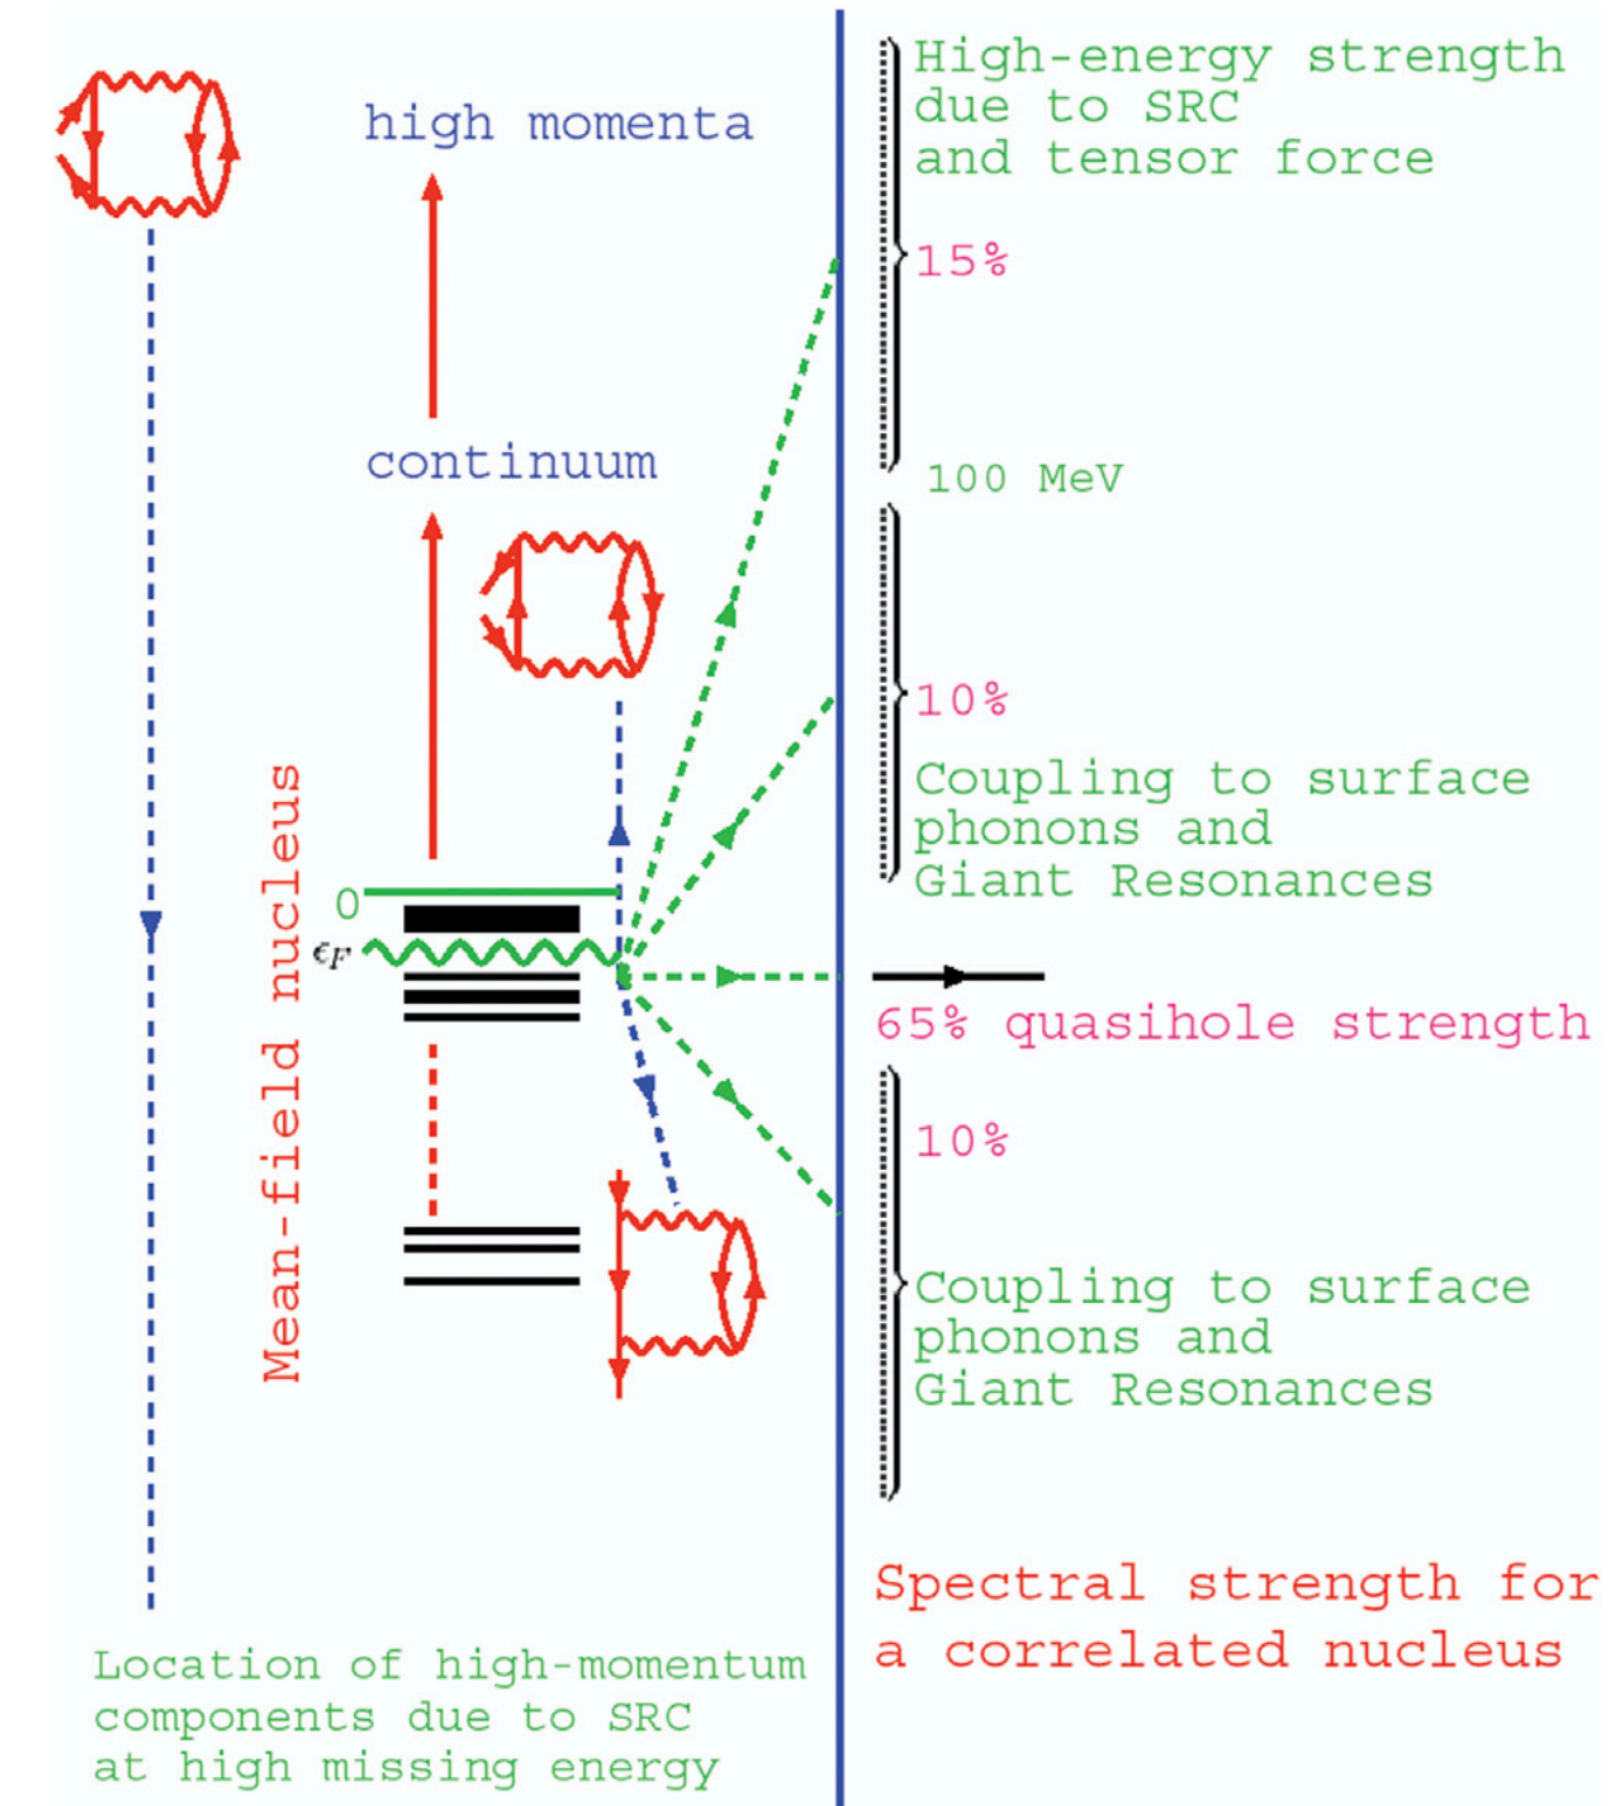 high momenta
continuum
Mean-field nucleus
0
ϵF
Location of high-momentum
components due to SRC
at high missing energy
High-energy strength
due to SRC
and tensor force
15%
100 MeV
10%
Coupling to surface
phonons and
Giant Resonances
65% quasihole strength
10%
Coupling to surface
phonons and
Giant Resonances
Spectral strength for
a correlated nucleus